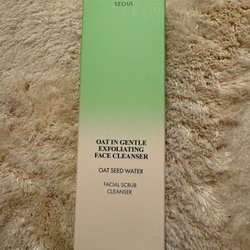 SEOUL
OAT IN GENTLE
EXFOLIATING
FACE CLEANSER
OAT SEED WATER
FACIAL SCRUB
CLEANSER